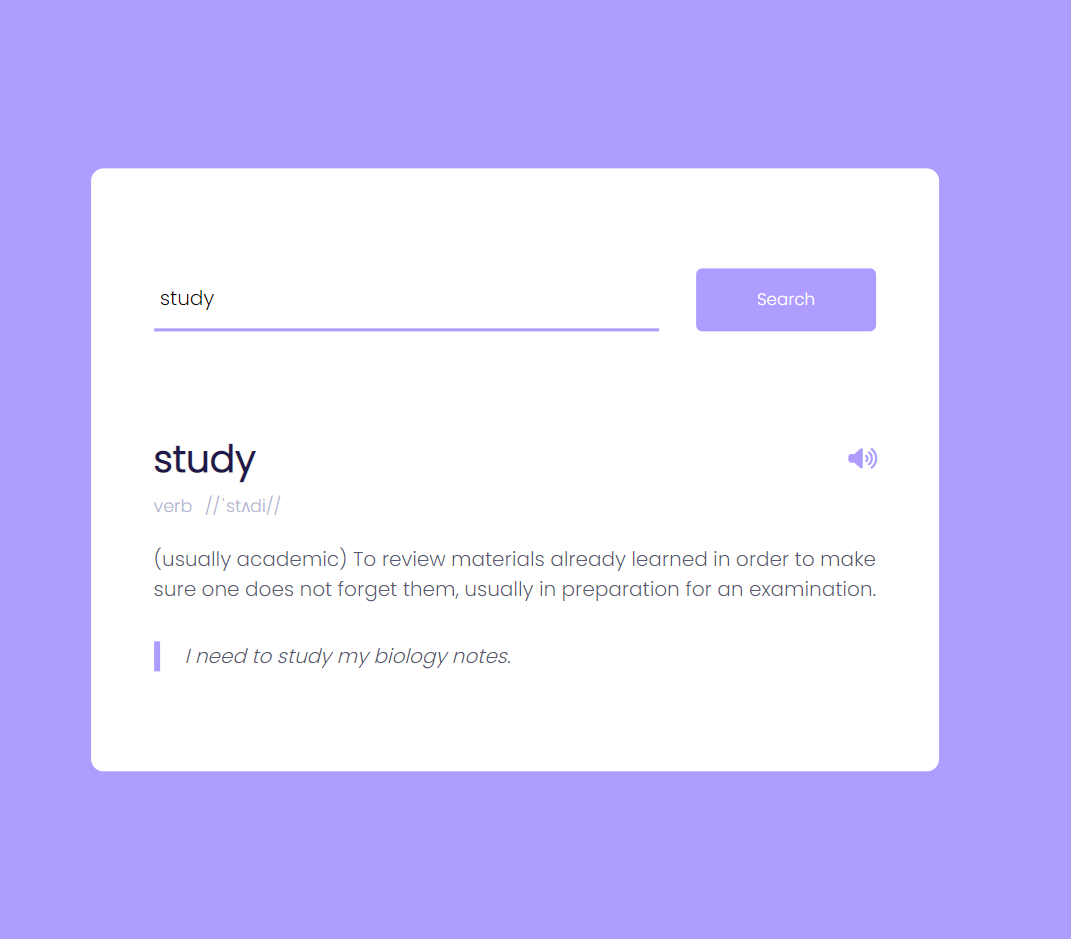 study
Search
study
verb //ˈstʌdi//
(usually academic) To review materials already learned in order to make
sure one does not forget them, usually in preparation for an examination.
I need to study my biology notes.